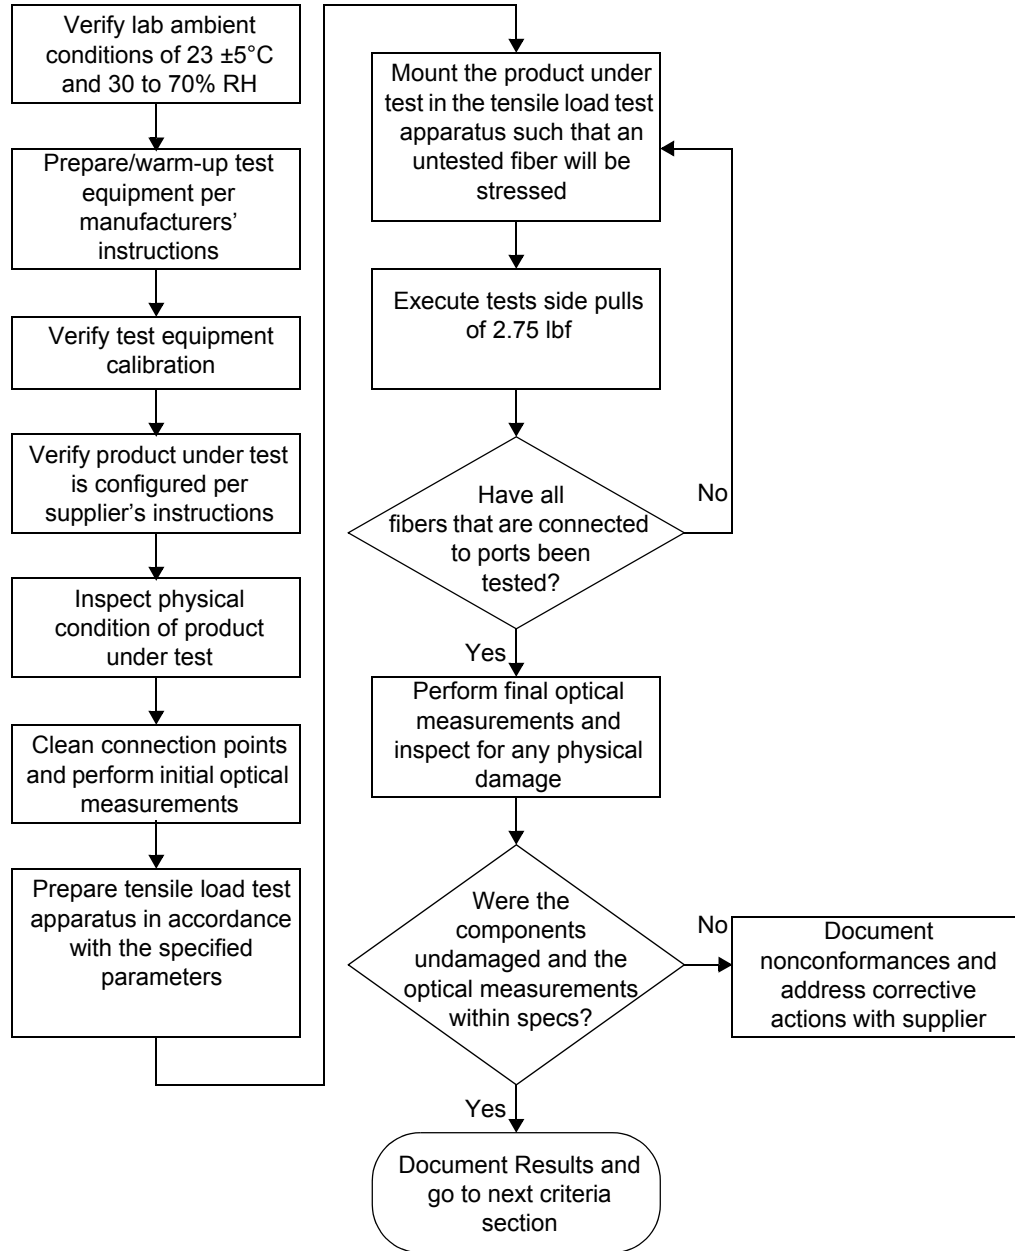 Verify lab ambient
conditions of 23 ±5°C
and 30 to 70% RH
Prepare/warm-up test
equipment per
manufacturers’
instructions
Verify test equipment
calibration
Verify product under test
is configured per
supplier’s instructions
Inspect physical
condition of product
under test
Clean connection points
and perform initial optical
measurements
Prepare tensile load test
apparatus in accordance
with the specified
parameters
Mount the product under
test in the tensile load test
apparatus such that an
untested fiber will be
stressed
Execute tests side pulls
of 2.75 lbf
Have all
fibers that are connected
to ports been
tested?
No
Yes
Perform final optical
measurements and
inspect for any physical
damage
Were the
components
undamaged and the
optical measurements
within specs?
No
Document
nonconformances and
address corrective
actions with supplier
Yes
Document Results and
go to next criteria
section